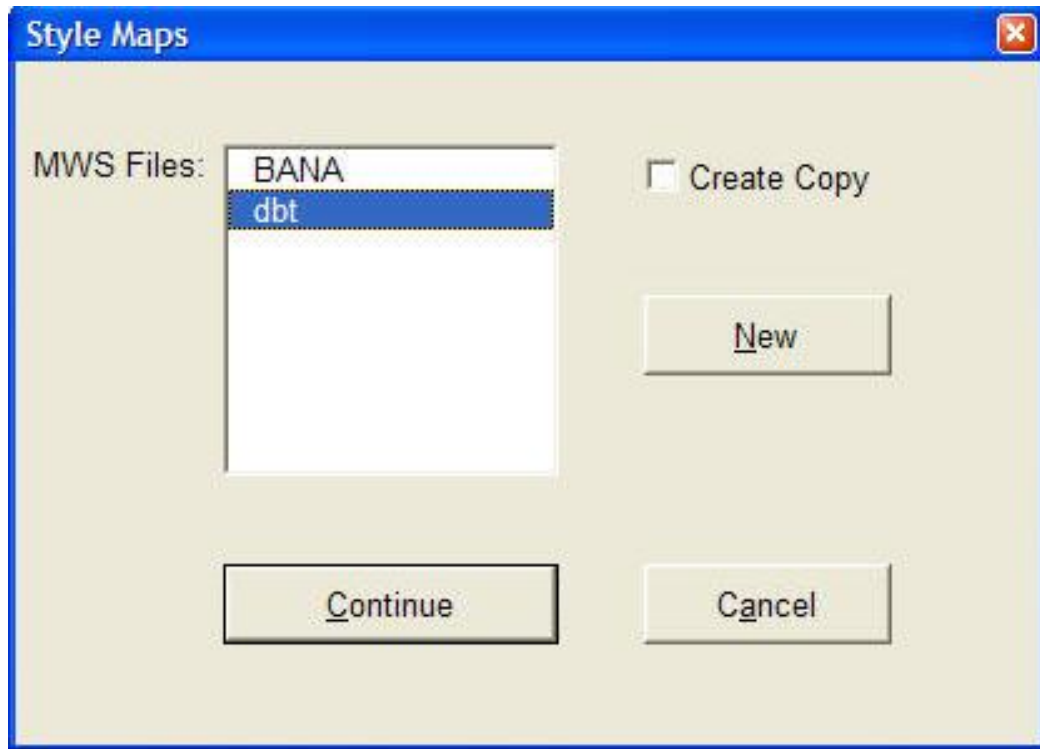 Style Maps
MWS Files:
BANA
dbt
Create Copy
New
Continue
Cancel